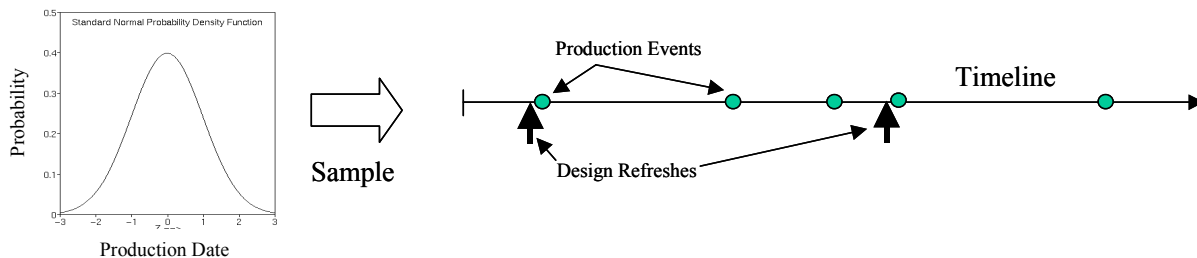 Standard Normal Probability Density Function
0.5
0.4
0.3
0.2
0.1
0
-3 -2 -1 0 1 2 3
Probability
Production Date
Sample
Production Events
Timeline
Design Refreshes